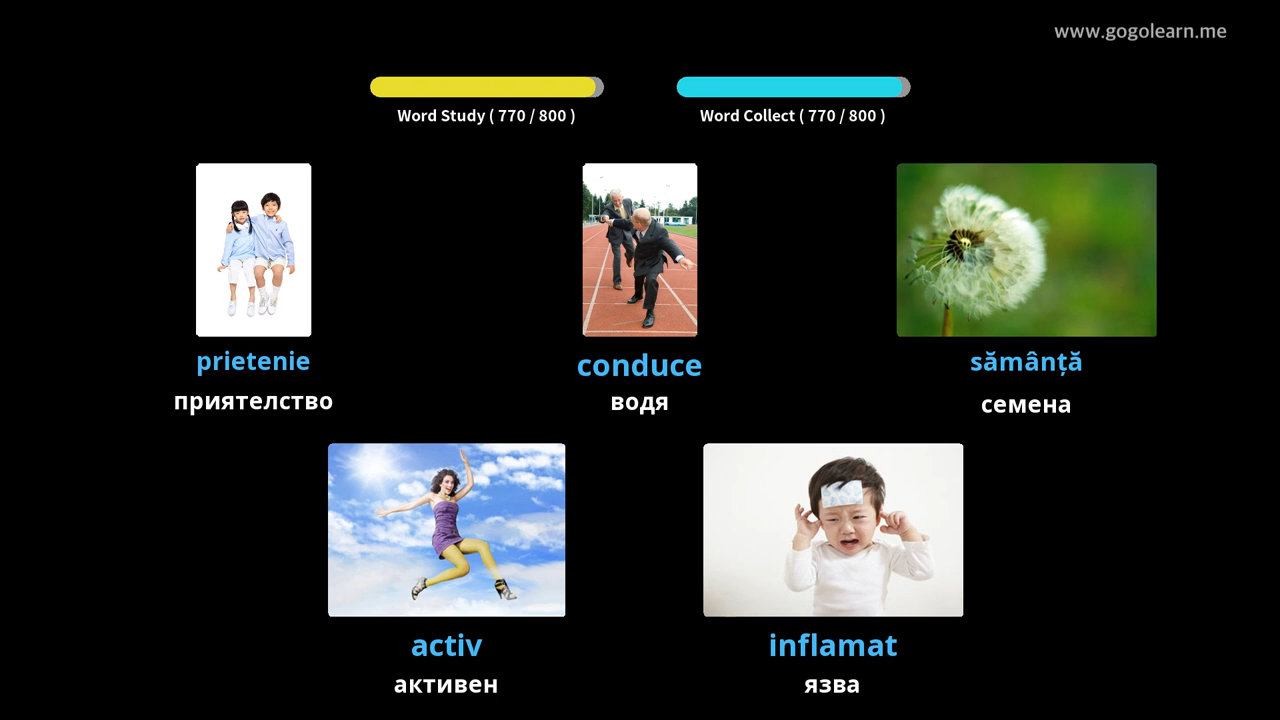 www.gogolearn.me
Word Study ( 770 / 800 )
Word Collect ( 770 / 800 )
prietenie
приятелство
conduce
водя
sămânță
семена
activ
активен
inflamat
язва